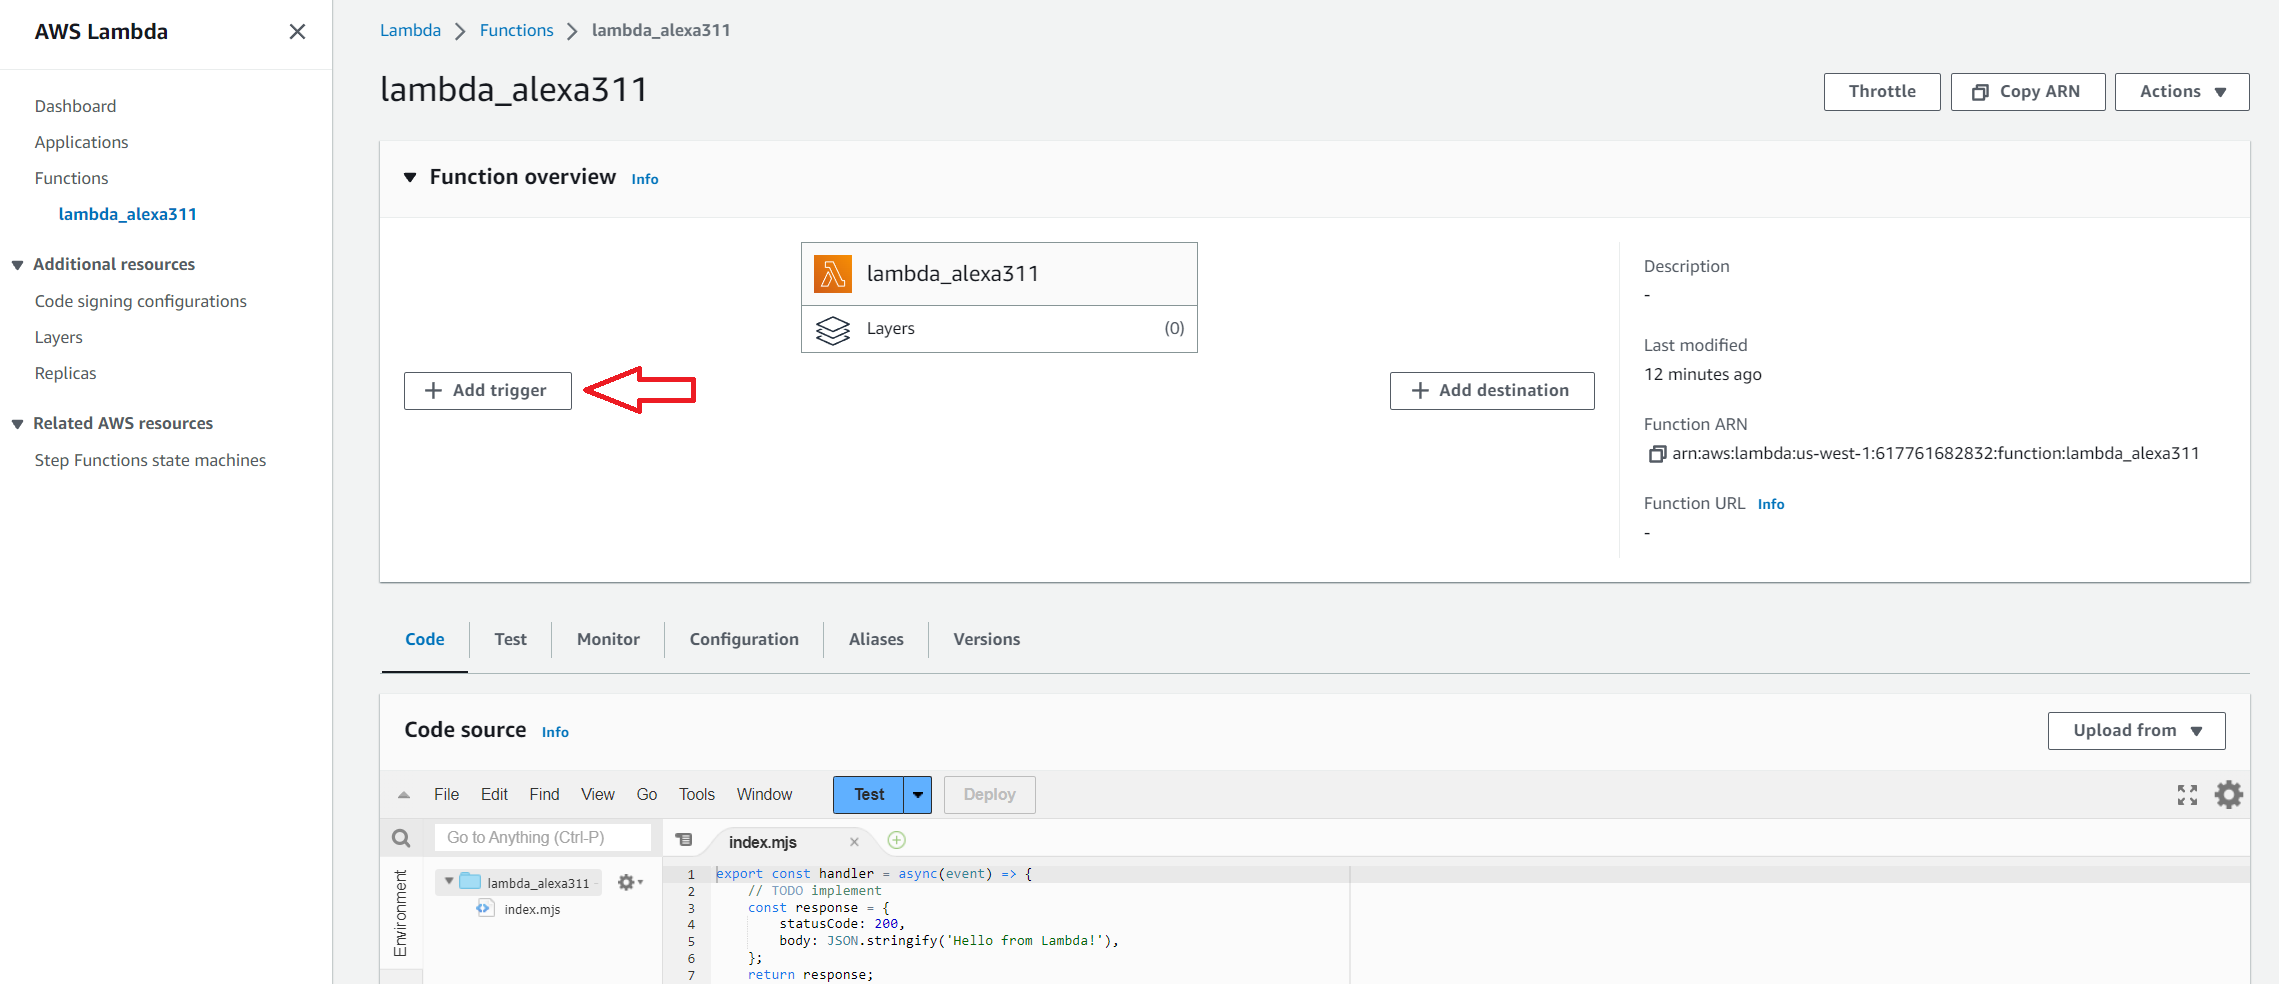 AWS Lambda
Dashboard
Applications
Functions
lambda_alexa311
Additional resources
Code signing configurations
Layers
Replicas
Related AWS resources
Step Functions state machines
Lambda
Functions
lambda_alexa311
lambda_alexa311
Throttle
Copy ARN
Actions
Function overview Info
lambda_alexa311
Layers (0)
Add trigger
Add destination
Description
-
Last modified
12 minutes ago
Function ARN
arn:aws:lambda:us-west-1:617761682832:function:lambda_alexa311
Function URL Info
-
Code
Test
Monitor
Configuration
Aliases
Versions
Code source Info
Upload from
File Edit Find View Go Tools Window
Test
Deploy
Go to Anything (Ctrl-P)
index.mjs
Environment
lambda_alexa311 -
index.mjs
1 export const handler = async(event) => {
2 // TODO implement
3 const response = {
4 statusCode: 200,
5 body: JSON.stringify('Hello from Lambda!'),
6 };
7 return response;